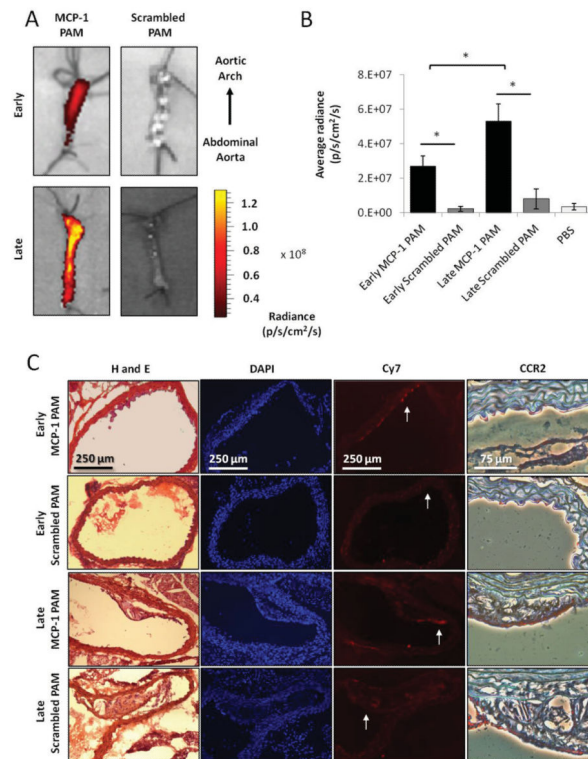 A
MCP-1
PAM
Scrambled
PAM
Early
Late
Aortic
Arch
Abdominal
Aorta
1.2
1.0
0.8
0.6
0.4
x 10⁸
Radiance
(p/s/cm²/s)
B
Average radiance
(p/s/cm²/s)
8.E+07
6.E+07
4.E+07
2.E+07
0.E+00
*
*
*
Early MCP-1 PAM
Early Scrambled PAM
Late MCP-1 PAM
Late Scrambled PAM
PBS
C
H and E
DAPI
Cy7
CCR2
Early
MCP-1 PAM
250 µm
250 µm
250 µm
75 µm
Early
Scrambled PAM
Late
MCP-1 PAM
Late
Scrambled PAM